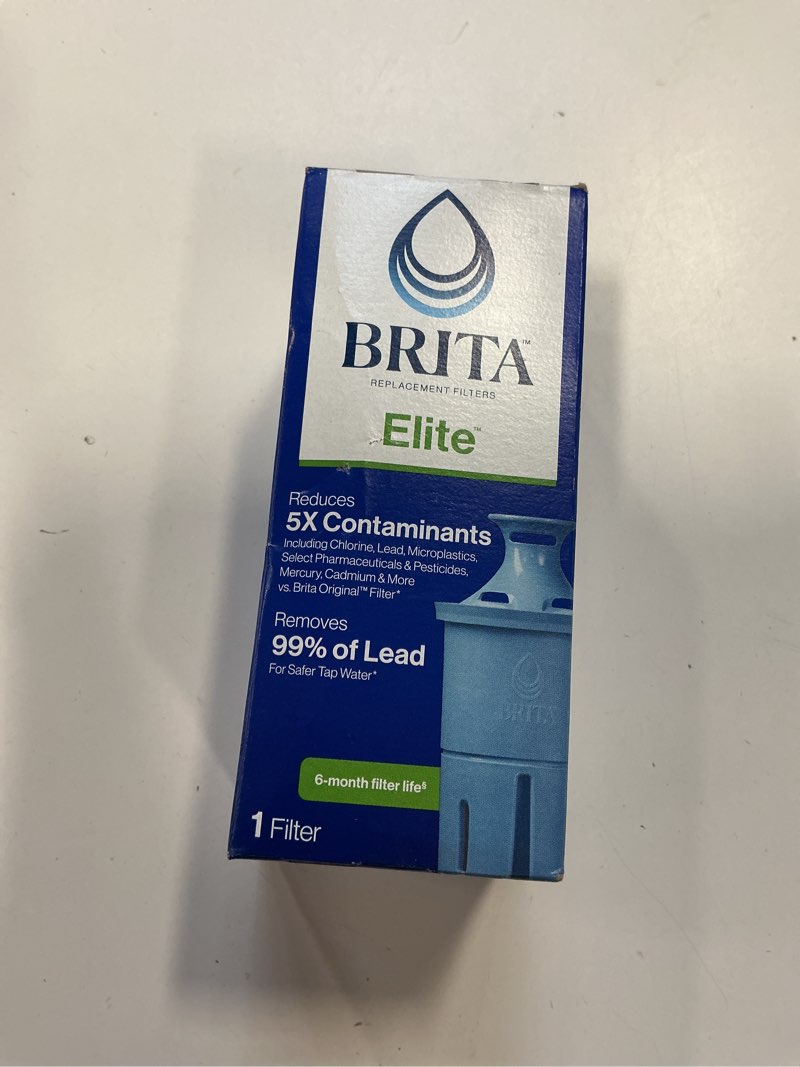 BRITA™
REPLACEMENT FILTERS
Elite™
Reduces
5X Contaminants
Including Chlorine, Lead, Microplastics,
Select Pharmaceuticals & Pesticides,
Mercury, Cadmium & More
vs. Brita Original™ Filter*
Removes
99% of Lead
For Safer Tap Water*
BRITA
6-month filter life§
1 Filter